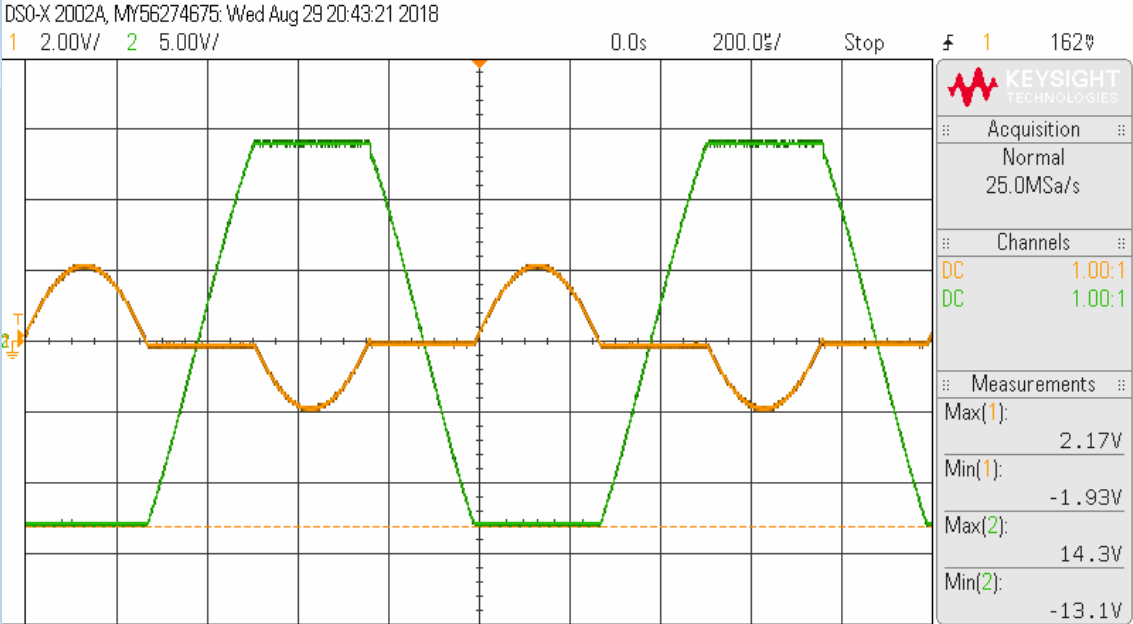 DSO-X 2002A, MY56274675: Wed Aug 29 20:43:21 2018
1 2.00V/ 2 5.00V/ 0.0s 200.0µs/ Stop 1 162mV
KEYSIGHT
TECHNOLOGIES
Acquisition
Normal
25.0MSa/s
Channels
DC 1.00:1
DC 1.00:1
T
2
Measurements
Max(1):
2.17V
Min(1):
-1.93V
Max(2):
14.3V
Min(2):
-13.1V